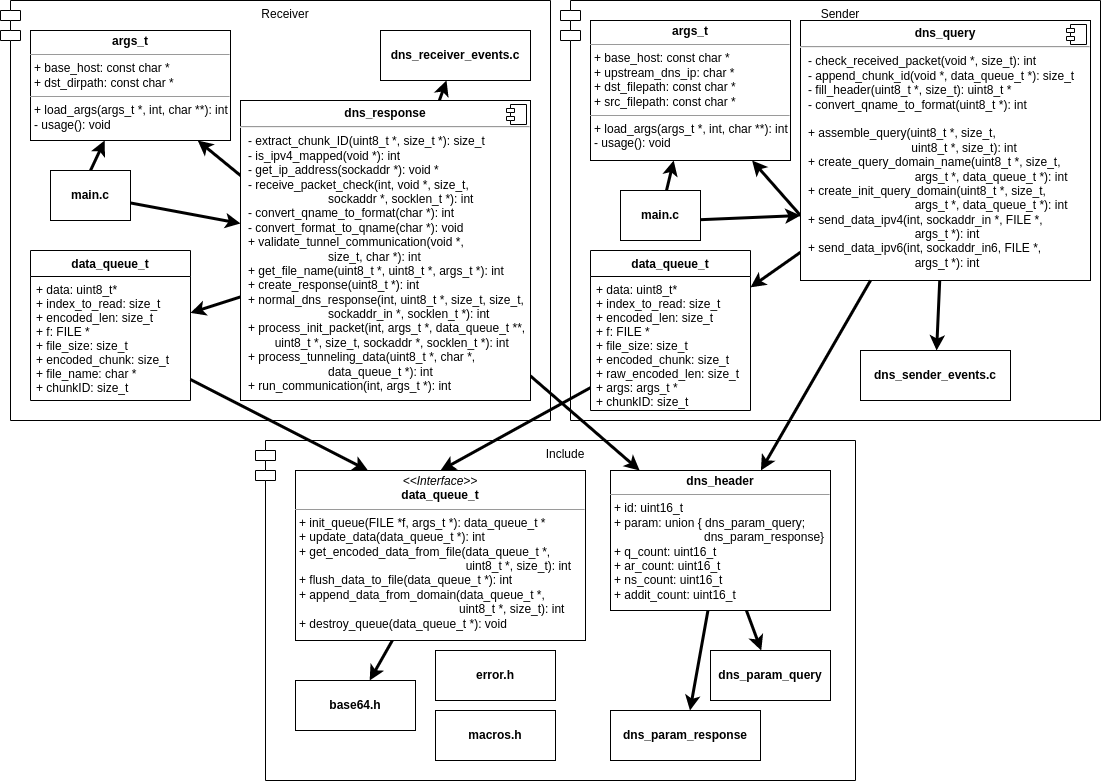 Receiver
args_t
+ base_host: const char *
+ dst_dirpath: char *
+ load_args(args_t *, int, char **): int
- usage(): void
dns_receiver_events.c
main.c
dns_response
- extract_chunk_ID(uint8_t *, size_t *): size_t
- is_ipv4_mapped(void *): int
- get_ip_address(sockaddr *): void *
- receive_packet_check(int, void *, size_t,
sockaddr *, socklen_t *): int
- convert_qname_to_format(char *): int
- convert_format_to_qname(char *): void
+ validate_tunnel_communication(void *,
size_t, char *): int
+ get_file_name(uint8_t *, uint8_t *, args_t *): int
+ create_response(uint8_t *): int
+ normal_dns_response(int, uint8_t *, size_t, size_t,
sockaddr_in *, socklen_t *): int
+ process_init_packet(int, args_t *, data_queue_t **,
uint8_t *, size_t, sockaddr *, socklen_t *): int
+ process_tunneling_data(uint8_t *, char *,
data_queue_t *): int
+ run_communication(int, args_t *): int
data_queue_t
+ data: uint8_t*
+ index_to_read: size_t
+ encoded_len: size_t
+ f: FILE *
+ file_size: size_t
+ encoded_chunk: size_t
+ file_name: char *
+ chunkID: size_t
Sender
args_t
+ base_host: const char *
+ upstream_dns_ip: char *
+ dst_filepath: const char *
+ src_filepath: const char *
+ load_args(args_t *, int, char **): int
- usage(): void
main.c
dns_query
- check_received_packet(void *, size_t): int
- append_chunk_id(void *, data_queue_t *): size_t
- fill_header(uint8_t *, size_t): uint8_t *
- convert_qname_to_format(uint8_t *): int
+ assemble_query(uint8_t *, size_t,
uint8_t *, size_t): int
+ create_query_domain_name(uint8_t *, size_t,
args_t *, data_queue_t *): int
+ create_init_query_domain(uint8_t *, size_t,
args_t *, data_queue_t *): int
+ send_data_ipv4(int, sockaddr_in *, FILE *,
args_t *): int
+ send_data_ipv6(int, sockaddr_in6, FILE *,
args_t *): int
data_queue_t
+ data: uint8_t*
+ index_to_read: size_t
+ encoded_len: size_t
+ f: FILE *
+ file_size: size_t
+ encoded_chunk: size_t
+ raw_encoded_len: size_t
+ args: args_t *
+ chunkID: size_t
dns_sender_events.c
Include
<<Interface>>
data_queue_t
+ init_queue(FILE *f, args_t *): data_queue_t *
+ update_data(data_queue_t *): int
+ get_encoded_data_from_file(data_queue_t *,
uint8_t *, size_t): int
+ flush_data_to_file(data_queue_t *): int
+ append_data_from_domain(data_queue_t *,
uint8_t *, size_t): int
+ destroy_queue(data_queue_t *): void
dns_header
+ id: uint16_t
+ param: union { dns_param_query;
dns_param_response}
+ q_count: uint16_t
+ ar_count: uint16_t
+ ns_count: uint16_t
+ addit_count: uint16_t
base64.h
error.h
macros.h
dns_param_query
dns_param_response